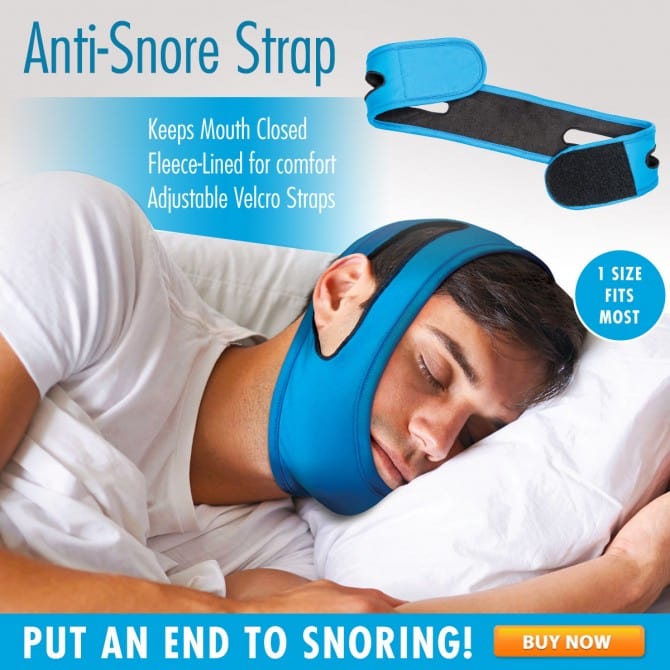 Anti-Snore Strap
Keeps Mouth Closed
Fleece-Lined for comfort
Adjustable Velcro Straps
1 SIZE
FITS
MOST
PUT AN END TO SNORING!
BUY NOW